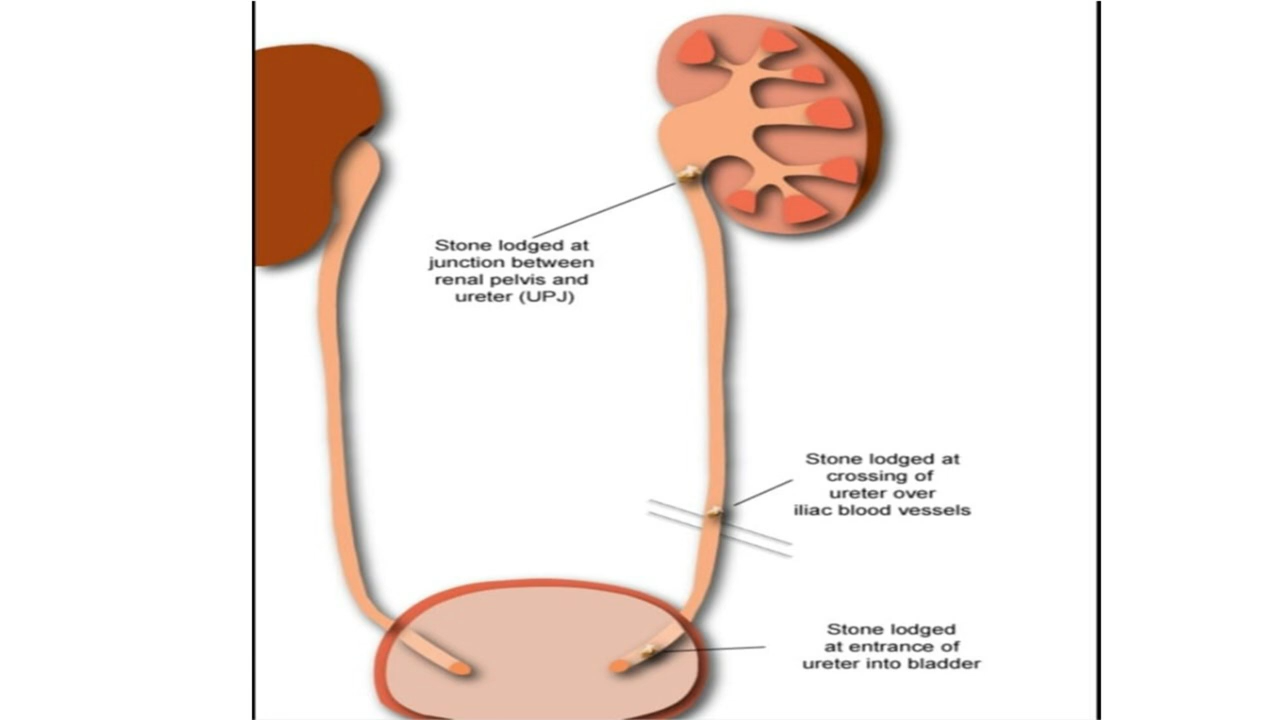 Stone lodged at
junction between
renal pelvis and
ureter (UPJ)
Stone lodged at
crossing of
ureter over
iliac blood vessels
Stone lodged
at entrance of
ureter into bladder